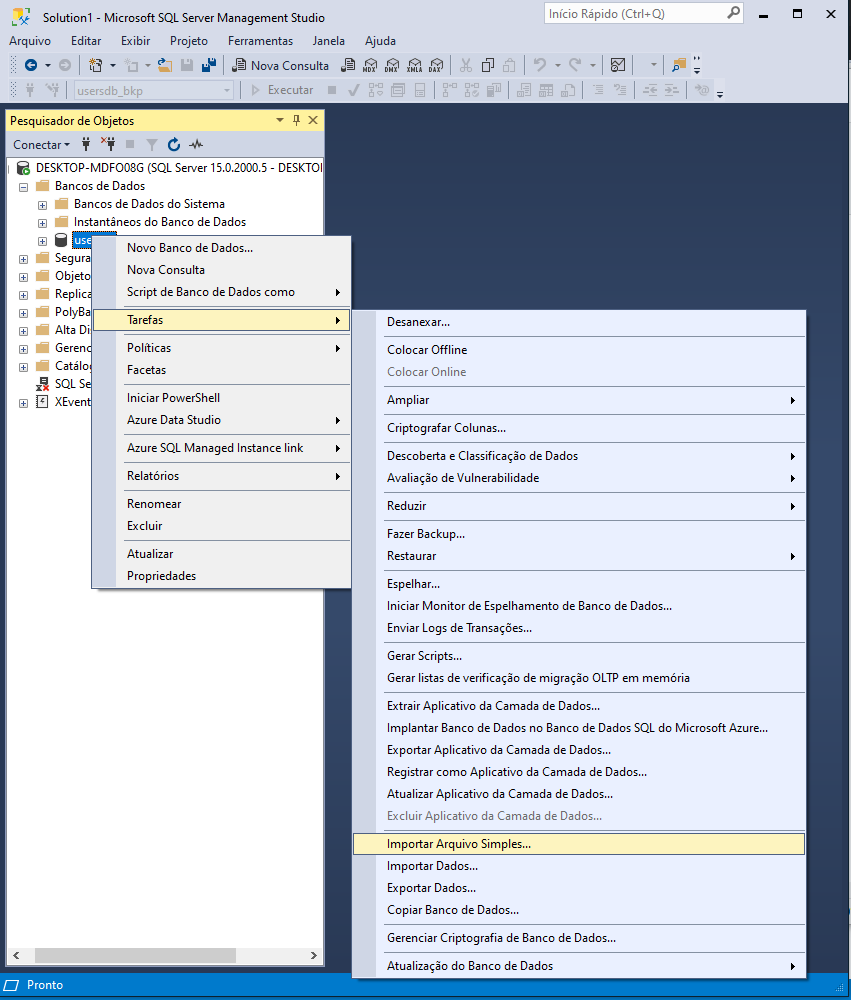 Solution1 - Microsoft SQL Server Management Studio
Início Rápido (Ctrl+Q)
Arquivo Editar Exibir Projeto Ferramentas Janela Ajuda
Nova Consulta MDX DMX XMLA DAX
usersdb_bkp Executar
Pesquisador de Objetos
Conectar
DESKTOP-MDFO08G (SQL Server 15.0.2000.5 - DESKTO
Bancos de Dados
Bancos de Dados do Sistema
Instantâneos do Banco de Dados
use
Segura
Objeto
Replica
PolyBa
Alta Di
Gerenc
Catálog
SQL Se
XEvent
Novo Banco de Dados...
Nova Consulta
Script de Banco de Dados como
Tarefas
Políticas
Facetas
Iniciar PowerShell
Azure Data Studio
Azure SQL Managed Instance link
Relatórios
Renomear
Excluir
Atualizar
Propriedades
Desanexar...
Colocar Offline
Colocar Online
Ampliar
Criptografar Colunas...
Descoberta e Classificação de Dados
Avaliação de Vulnerabilidade
Reduzir
Fazer Backup...
Restaurar
Espelhar...
Iniciar Monitor de Espelhamento de Banco de Dados...
Enviar Logs de Transações...
Gerar Scripts...
Gerar listas de verificação de migração OLTP em memória
Extrair Aplicativo da Camada de Dados...
Implantar Banco de Dados no Banco de Dados SQL do Microsoft Azure...
Exportar Aplicativo da Camada de Dados...
Registrar como Aplicativo da Camada de Dados...
Atualizar Aplicativo da Camada de Dados...
Excluir Aplicativo da Camada de Dados...
Importar Arquivo Simples...
Importar Dados...
Exportar Dados...
Copiar Banco de Dados...
Gerenciar Criptografia de Banco de Dados...
Atualização do Banco de Dados
Pronto